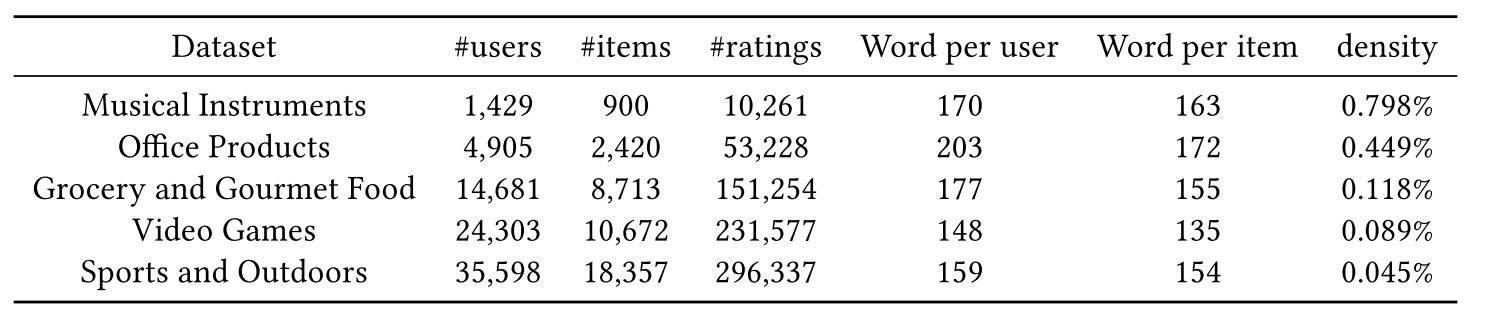 Dataset #users #items #ratings Word per user Word per item density
Musical Instruments 1,429 900 10,261 170 163 0.798%
Office Products 4,905 2,420 53,228 203 172 0.449%
Grocery and Gourmet Food 14,681 8,713 151,254 177 155 0.118%
Video Games 24,303 10,672 231,577 148 135 0.089%
Sports and Outdoors 35,598 18,357 296,337 159 154 0.045%